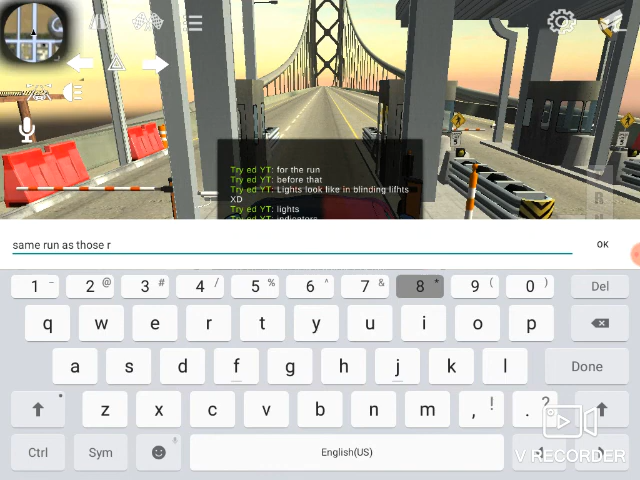 Try ed YT: for the run
Try ed YT: before that
Try ed YT: Lights look like in blinding lifhts
XD
Try ed YT: lights
Try ed YT: indicators
same run as those r
OK
1 - 2 @ 3 # 4 / 5 % 6 ^ 7 & 8 * 9 ( 0 ) Del
q w e r t y u i o p
a s d f g h j k l Done
z x c v b n m , ! . ?
Ctrl Sym English(US)
V RECORDER